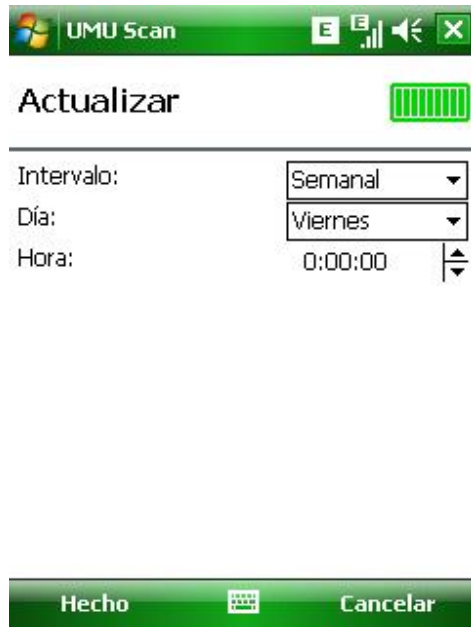 UMU Scan E E
Actualizar
Intervalo: Semanal
Día: Viernes
Hora: 0:00:00
Hecho Cancelar